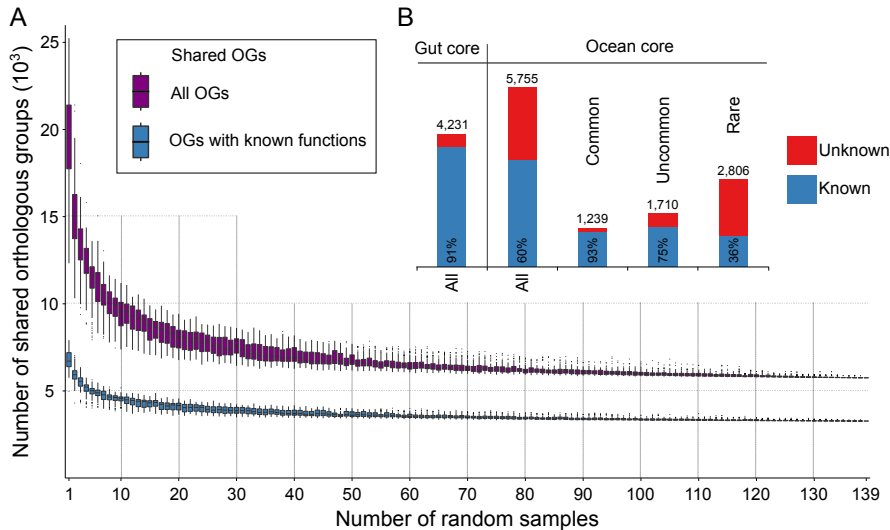 A
B
Number of shared orthologous groups (10³)
25
20
15
10
5
Shared OGs
All OGs
OGs with known functions
Gut core
Ocean core
4,231
5,755
Common
1,239
Uncommon
1,710
Rare
2,806
91%
60%
93%
75%
36%
All
All
Unknown
Known
1 10 20 30 40 50 60 70 80 90 100 110 120 130 139
Number of random samples